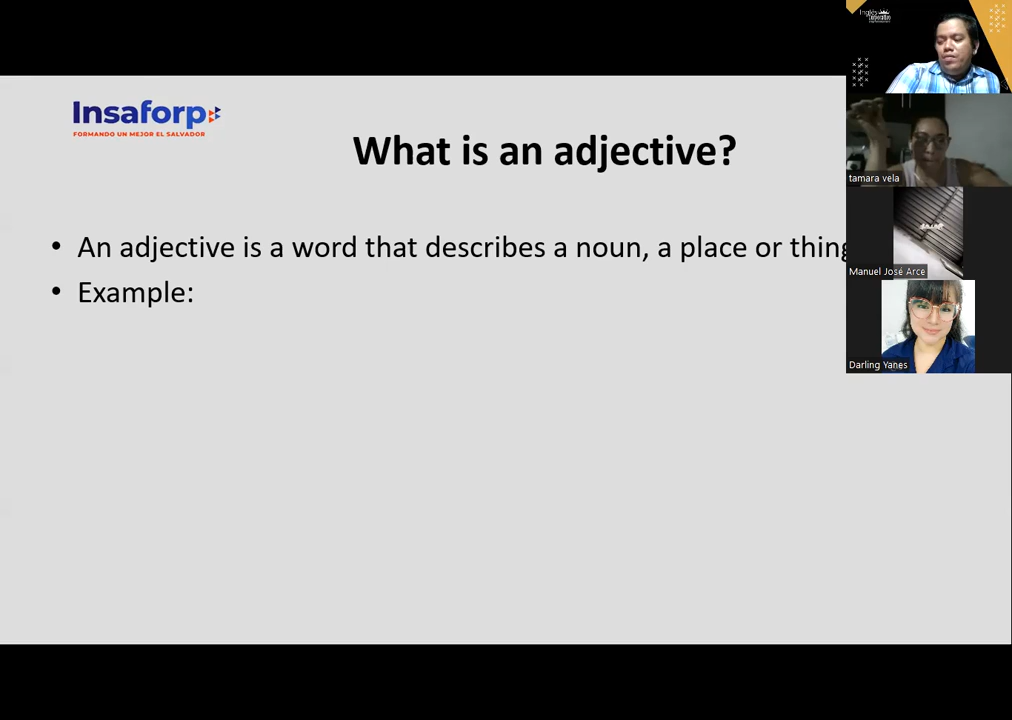 Inglés
Insaforp
FORMANDO UN MEJOR EL SALVADOR
What is an adjective?
• An adjective is a word that describes a noun, a place or thing
• Example:
tamara vela
Manuel José Arce
Darling Yanes